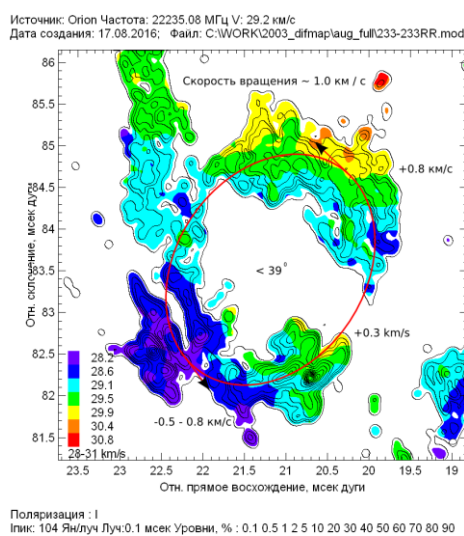 Источник: Orion Частота: 22235.08 МГц V: 29.2 км/с
Дата создания: 17.08.2016; Файл: C:\WORK\2003_difmap\aug_full\233-233RR.mod
86
85.5
85
84.5
84
83.5
83
82.5
82
81.5
Отн. склонение, мсек дуги
Скорость вращения ~ 1.0 км / с
+0.8 км/с
< 39°
+0.3 km/s
-0.5 - 0.8 км/с
28.2
28.6
29.1
29.5
29.9
30.4
30.8
28-31 km/s
23.5 23 22.5 22 21.5 21 20.5 20 19.5 19
Отн. прямое восхождение, мсек дуги
Поляризация : I
Iпик: 104 Ян/луч Луч:0.1 мсек Уровни, % : 0.1 0.5 1 2 5 10 20 30 40 50 60 70 80 90